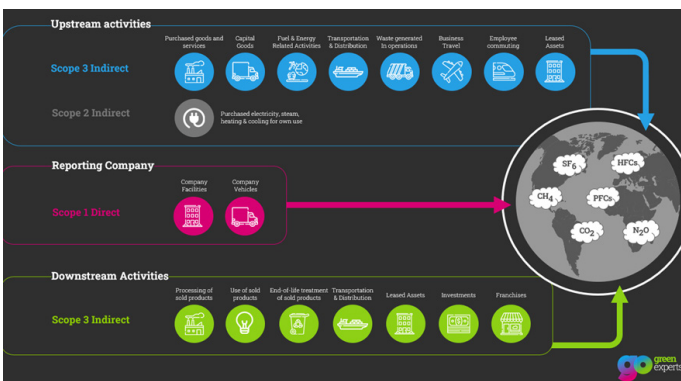 Upstream activities
Purchased goods and
services
Capital
Goods
Fuel & Energy
Related Activities
Transportation
& Distribution
Waste generated
In operations
Business
Travel
Employee
commuting
Leased
Assets
Scope 3 Indirect
Scope 2 Indirect
Purchased electricity, steam,
heating & cooling for own use
Reporting Company
Company
Facilities
Company
Vehicles
Scope 1 Direct
SF6
HFCs
CH4
PFCs
CO2
N2O
Downstream Activities
Processing of
sold products
Use of sold
products
End-of-life treatment
of sold products
Transportation
& Distribution
Leased Assets
Investments
Franchises
Scope 3 Indirect
go green
experts